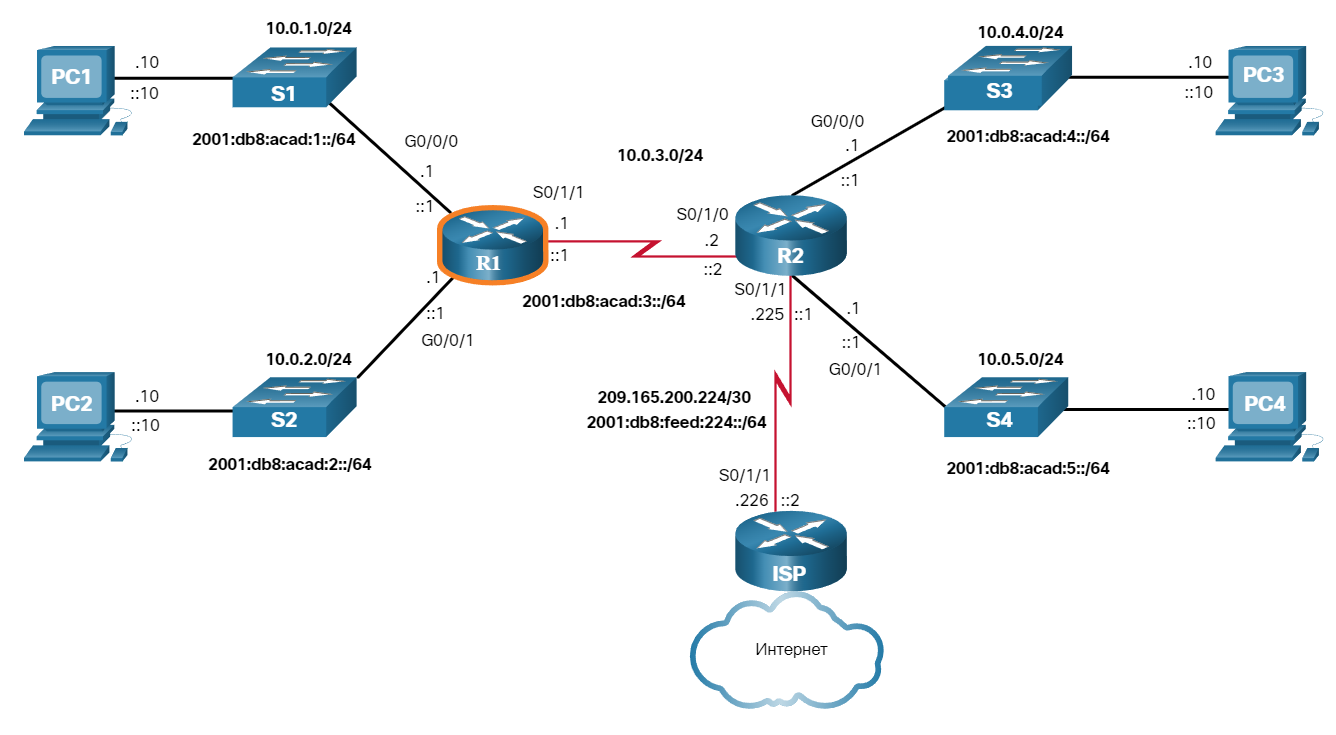 10.0.1.0/24
PC1
.10
::10
S1
2001:db8:acad:1::/64
G0/0/0
.1
::1
10.0.3.0/24
S0/1/1
.1
::1
R1
2001:db8:acad:3::/64
.1
::1
G0/0/1
10.0.2.0/24
PC2
.10
::10
S2
2001:db8:acad:2::/64
10.0.4.0/24
S3
.10
::10
PC3
2001:db8:acad:4::/64
G0/0/0
.1
::1
S0/1/0
.2
::2
R2
S0/1/1
.225
::1
.1
::1
G0/0/1
10.0.5.0/24
S4
.10
::10
PC4
2001:db8:acad:5::/64
209.165.200.224/30
2001:db8:feed:224::/64
S0/1/1
.226
::2
ISP
Интернет